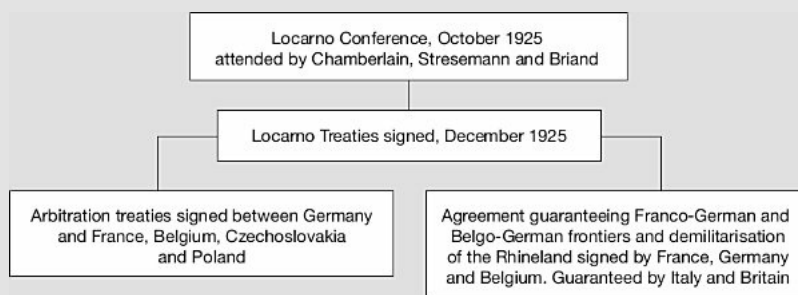 Locarno Conference, October 1925
attended by Chamberlain, Stresemann and Briand
Locarno Treaties signed, December 1925
Arbitration treaties signed between Germany
and France, Belgium, Czechoslovakia
and Poland
Agreement guaranteeing Franco-German and
Belgo-German frontiers and demilitarisation
of the Rhineland signed by France, Germany
and Belgium. Guaranteed by Italy and Britain